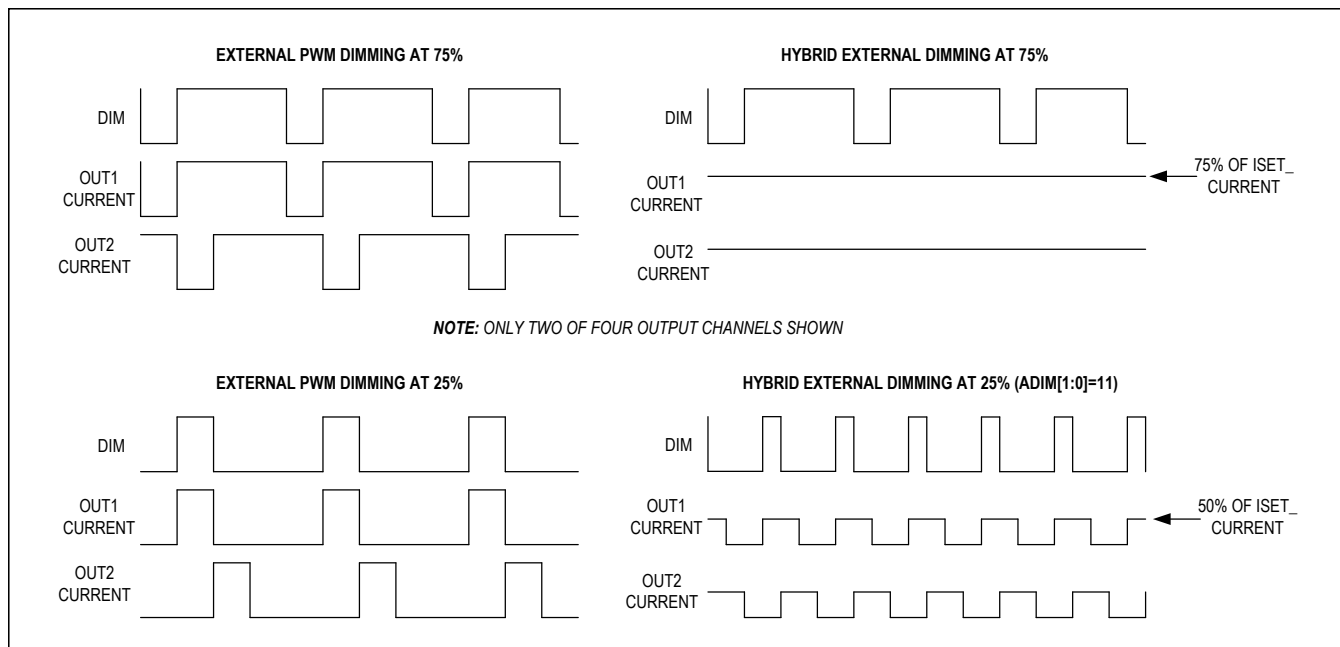 EXTERNAL PWM DIMMING AT 75%
DIM
OUT1
CURRENT
OUT2
CURRENT
HYBRID EXTERNAL DIMMING AT 75%
DIM
OUT1
CURRENT
75% OF ISET_
CURRENT
OUT2
CURRENT
NOTE: ONLY TWO OF FOUR OUTPUT CHANNELS SHOWN
EXTERNAL PWM DIMMING AT 25%
DIM
OUT1
CURRENT
OUT2
CURRENT
HYBRID EXTERNAL DIMMING AT 25% (ADIM[1:0]=11)
DIM
OUT1
CURRENT
50% OF ISET_
CURRENT
OUT2
CURRENT